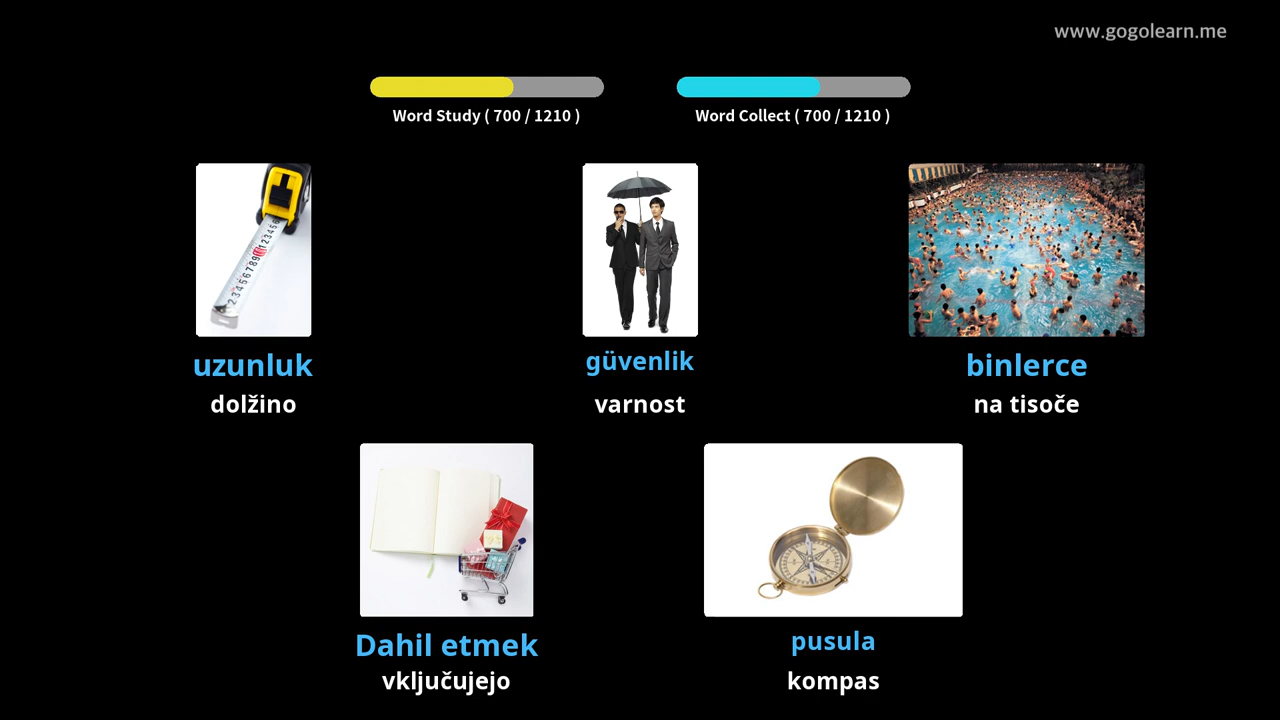 www.gogolearn.me
Word Study ( 700 / 1210 )
Word Collect ( 700 / 1210 )
uzunluk
dolžino
güvenlik
varnost
binlerce
na tisoče
Dahil etmek
vključujejo
pusula
kompas